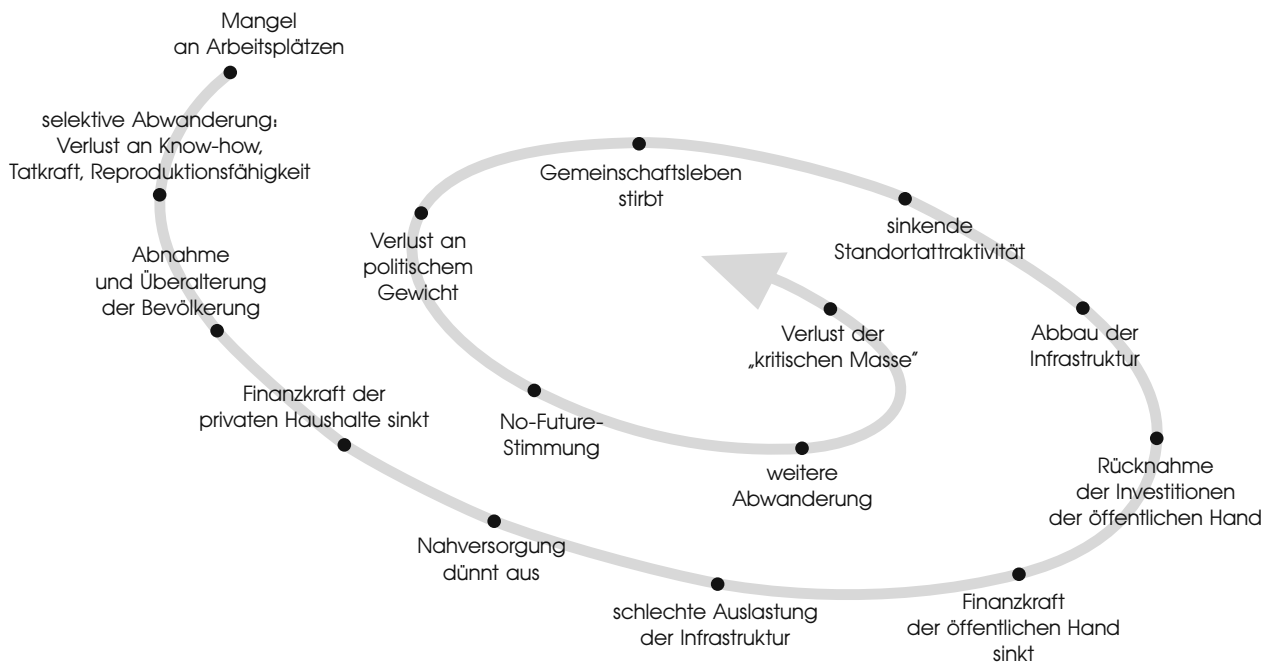 Mangel
an Arbeitsplätzen
selektive Abwanderung:
Verlust an Know-how,
Tatkraft, Reproduktionsfähigkeit
Abnahme
und Überalterung
der Bevölkerung
Finanzkraft der
privaten Haushalte sinkt
Nahversorgung
dünnt aus
schlechte Auslastung
der Infrastruktur
Finanzkraft
der öffentlichen Hand
sinkt
Rücknahme
der Investitionen
der öffentlichen Hand
Abbau der
Infrastruktur
sinkende
Standortattraktivität
Gemeinschaftsleben
stirbt
Verlust an
politischem
Gewicht
No-Future-
Stimmung
weitere
Abwanderung
Verlust der
„kritischen Masse“